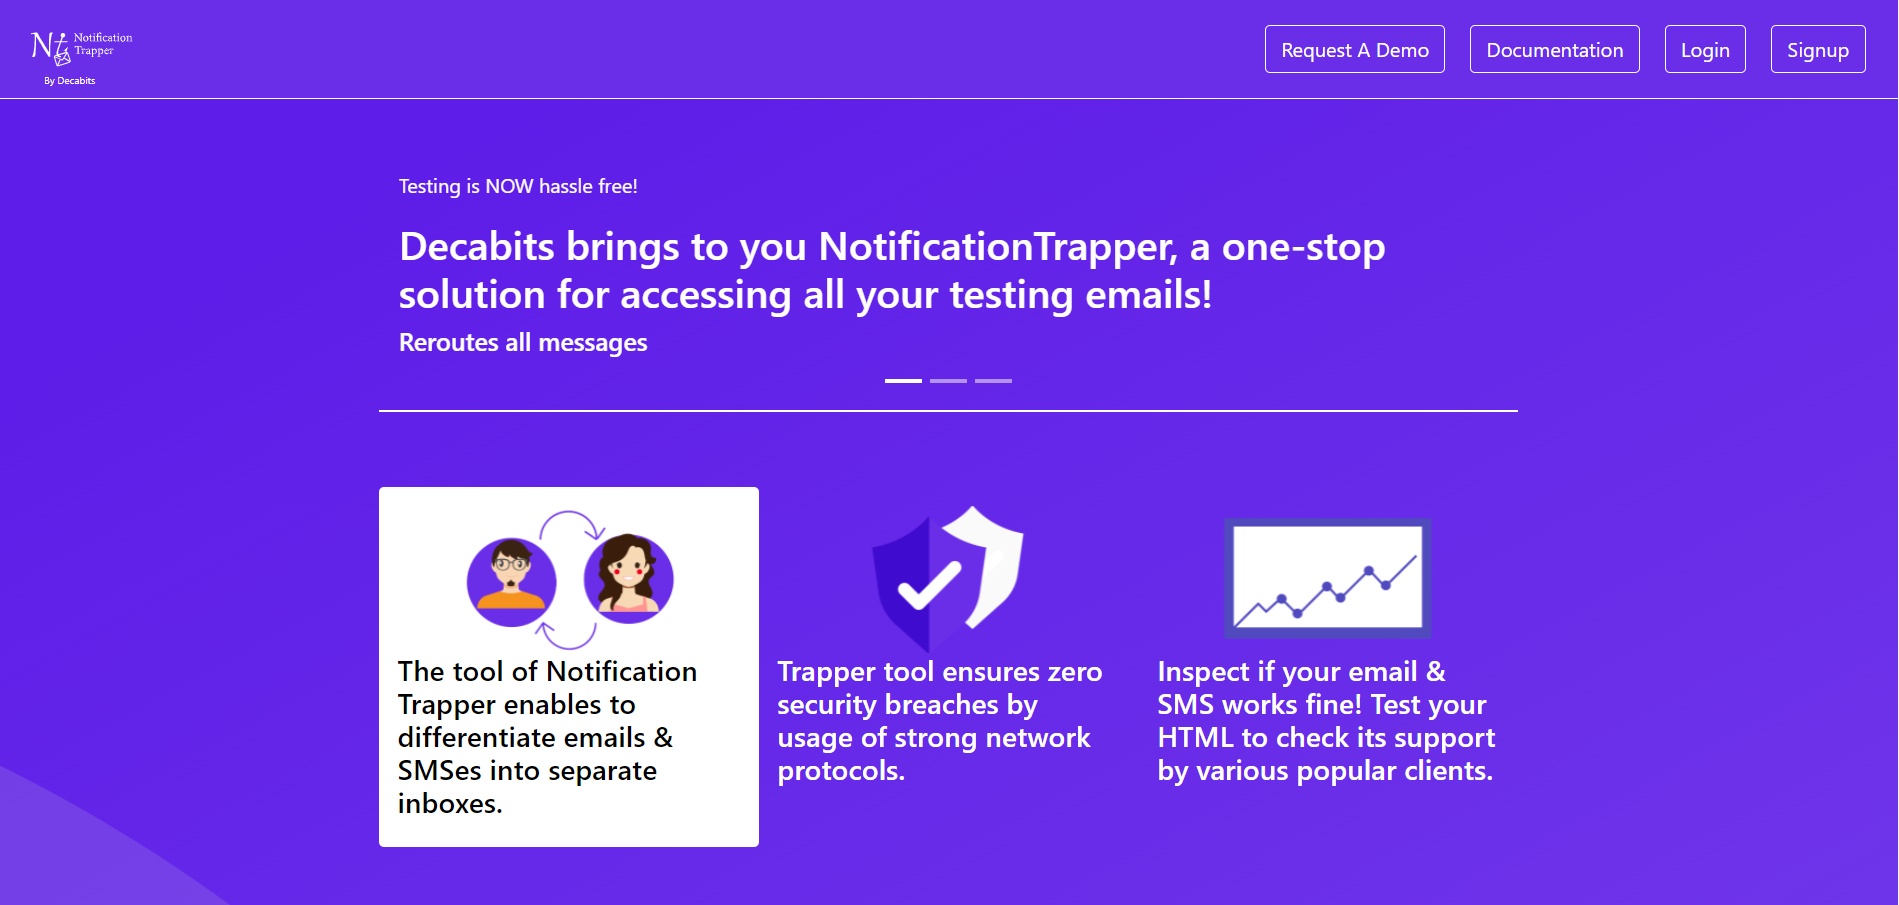 Notification
Trapper
Nt
By Decabits
Request A Demo
Documentation
Login
Signup
Testing is NOW hassle free!
Decabits brings to you NotificationTrapper, a one-stop
solution for accessing all your testing emails!
Reroutes all messages
The tool of Notification
Trapper enables to
differentiate emails &
SMSes into separate
inboxes.
Trapper tool ensures zero
security breaches by
usage of strong network
protocols.
Inspect if your email &
SMS works fine! Test your
HTML to check its support
by various popular clients.